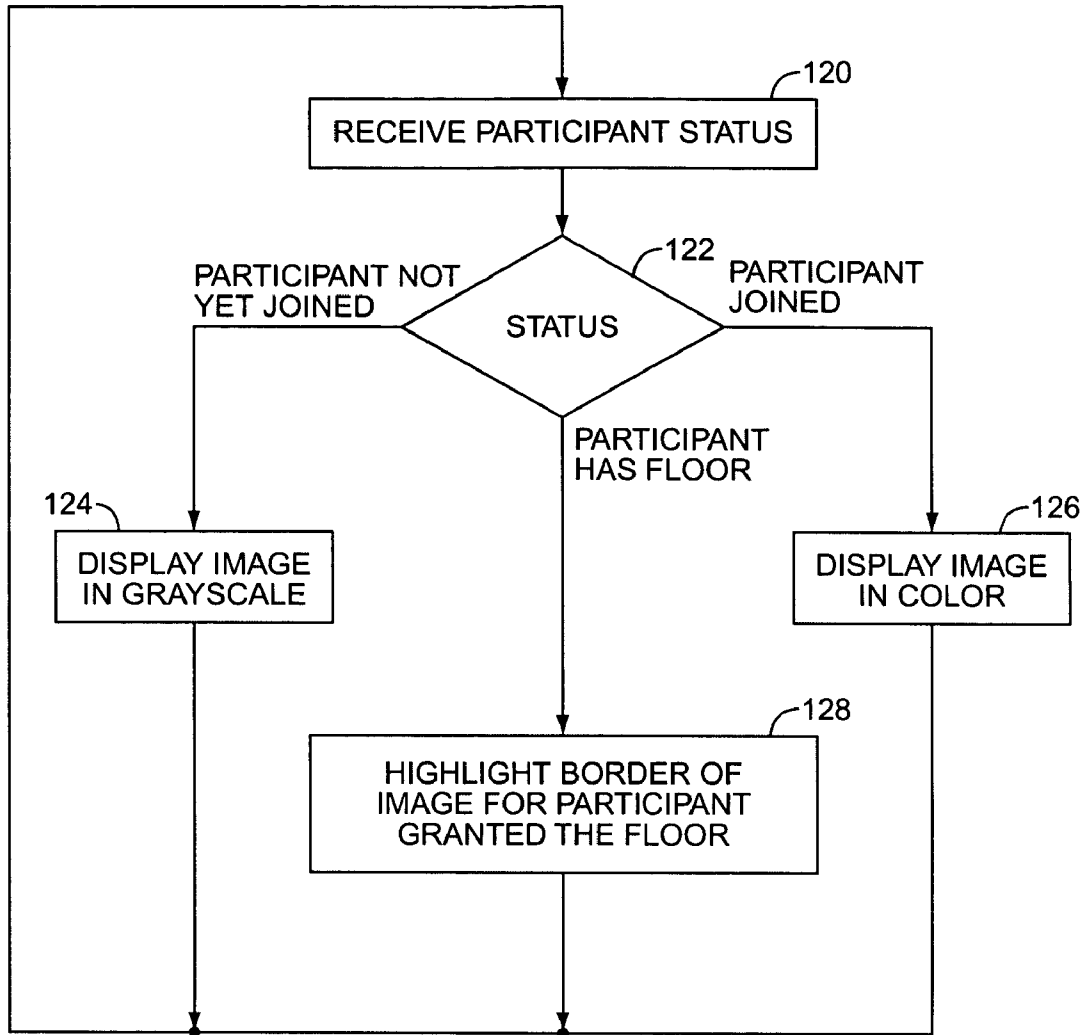 120
RECEIVE PARTICIPANT STATUS
122
PARTICIPANT NOT
YET JOINED
PARTICIPANT
JOINED
STATUS
PARTICIPANT
HAS FLOOR
124
DISPLAY IMAGE
IN GRAYSCALE
126
DISPLAY IMAGE
IN COLOR
128
HIGHLIGHT BORDER OF
IMAGE FOR PARTICIPANT
GRANTED THE FLOOR